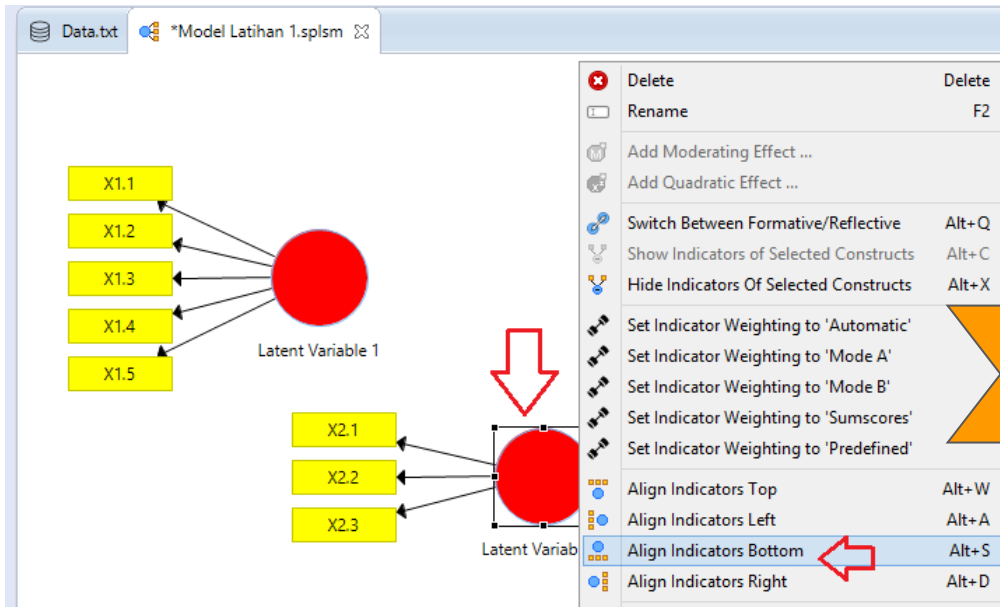 Data.txt
*Model Latihan 1.splsm
X1.1
X1.2
X1.3
X1.4
X1.5
Latent Variable 1
X2.1
X2.2
X2.3
Latent Variab
Delete Delete
Rename F2
Add Moderating Effect ...
Add Quadratic Effect ...
Switch Between Formative/Reflective Alt+Q
Show Indicators of Selected Constructs Alt+C
Hide Indicators Of Selected Constructs Alt+X
Set Indicator Weighting to 'Automatic'
Set Indicator Weighting to 'Mode A'
Set Indicator Weighting to 'Mode B'
Set Indicator Weighting to 'Sumscores'
Set Indicator Weighting to 'Predefined'
Align Indicators Top Alt+W
Align Indicators Left Alt+A
Align Indicators Bottom Alt+S
Align Indicators Right Alt+D